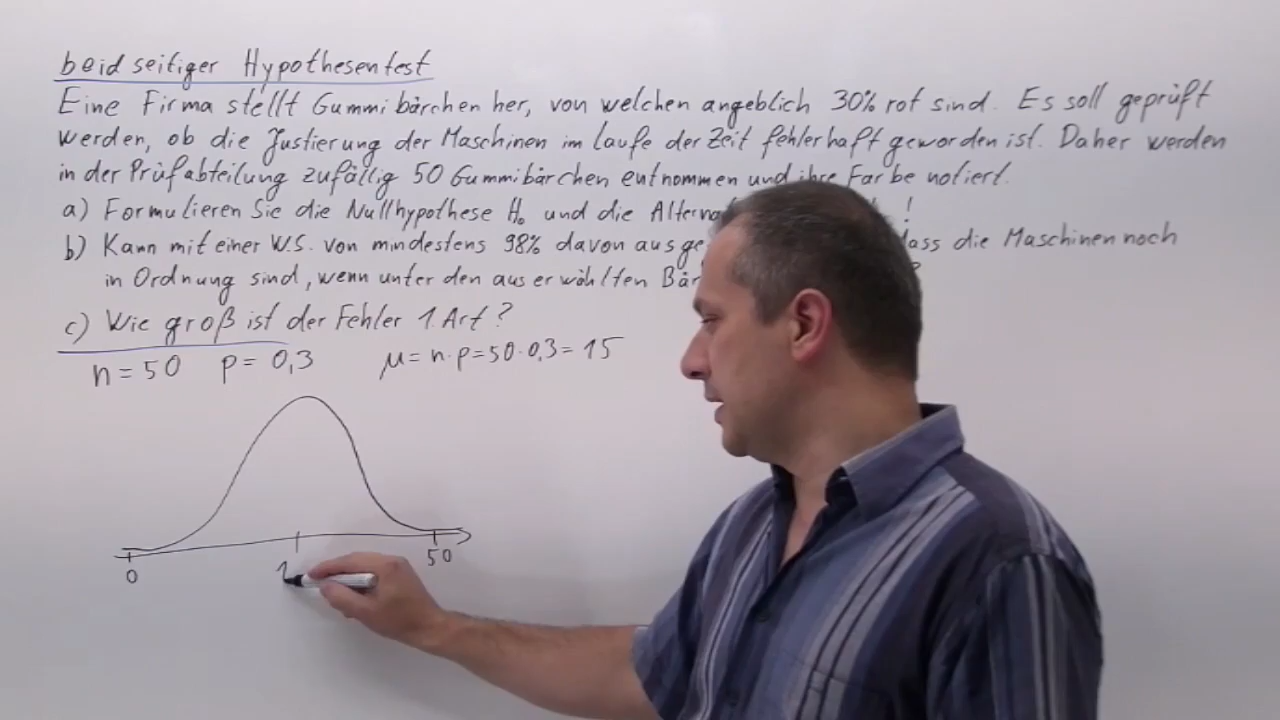 beidseitiger Hypothesentest
Eine Firma stellt Gummibärchen her, von welchen angeblich 30% rot sind. Es soll geprüft
werden, ob die Justierung der Maschinen im Laufe der Zeit fehlerhaft geworden ist. Daher werden
in der Prüfabteilung zufällig 50 Gummibärchen entnommen und ihre Farbe notiert.
a) Formulieren Sie die Nullhypothese H₀ und die !
b) Kann mit einer W.S. von mindestens 98% davon dass die Maschinen noch
in Ordnung sind, wenn unter den auserwählten ?
c) Wie groß ist der Fehler 1. Art?
n = 50 p = 0,3 μ = n·p = 50·0,3 = 15
0 1 50